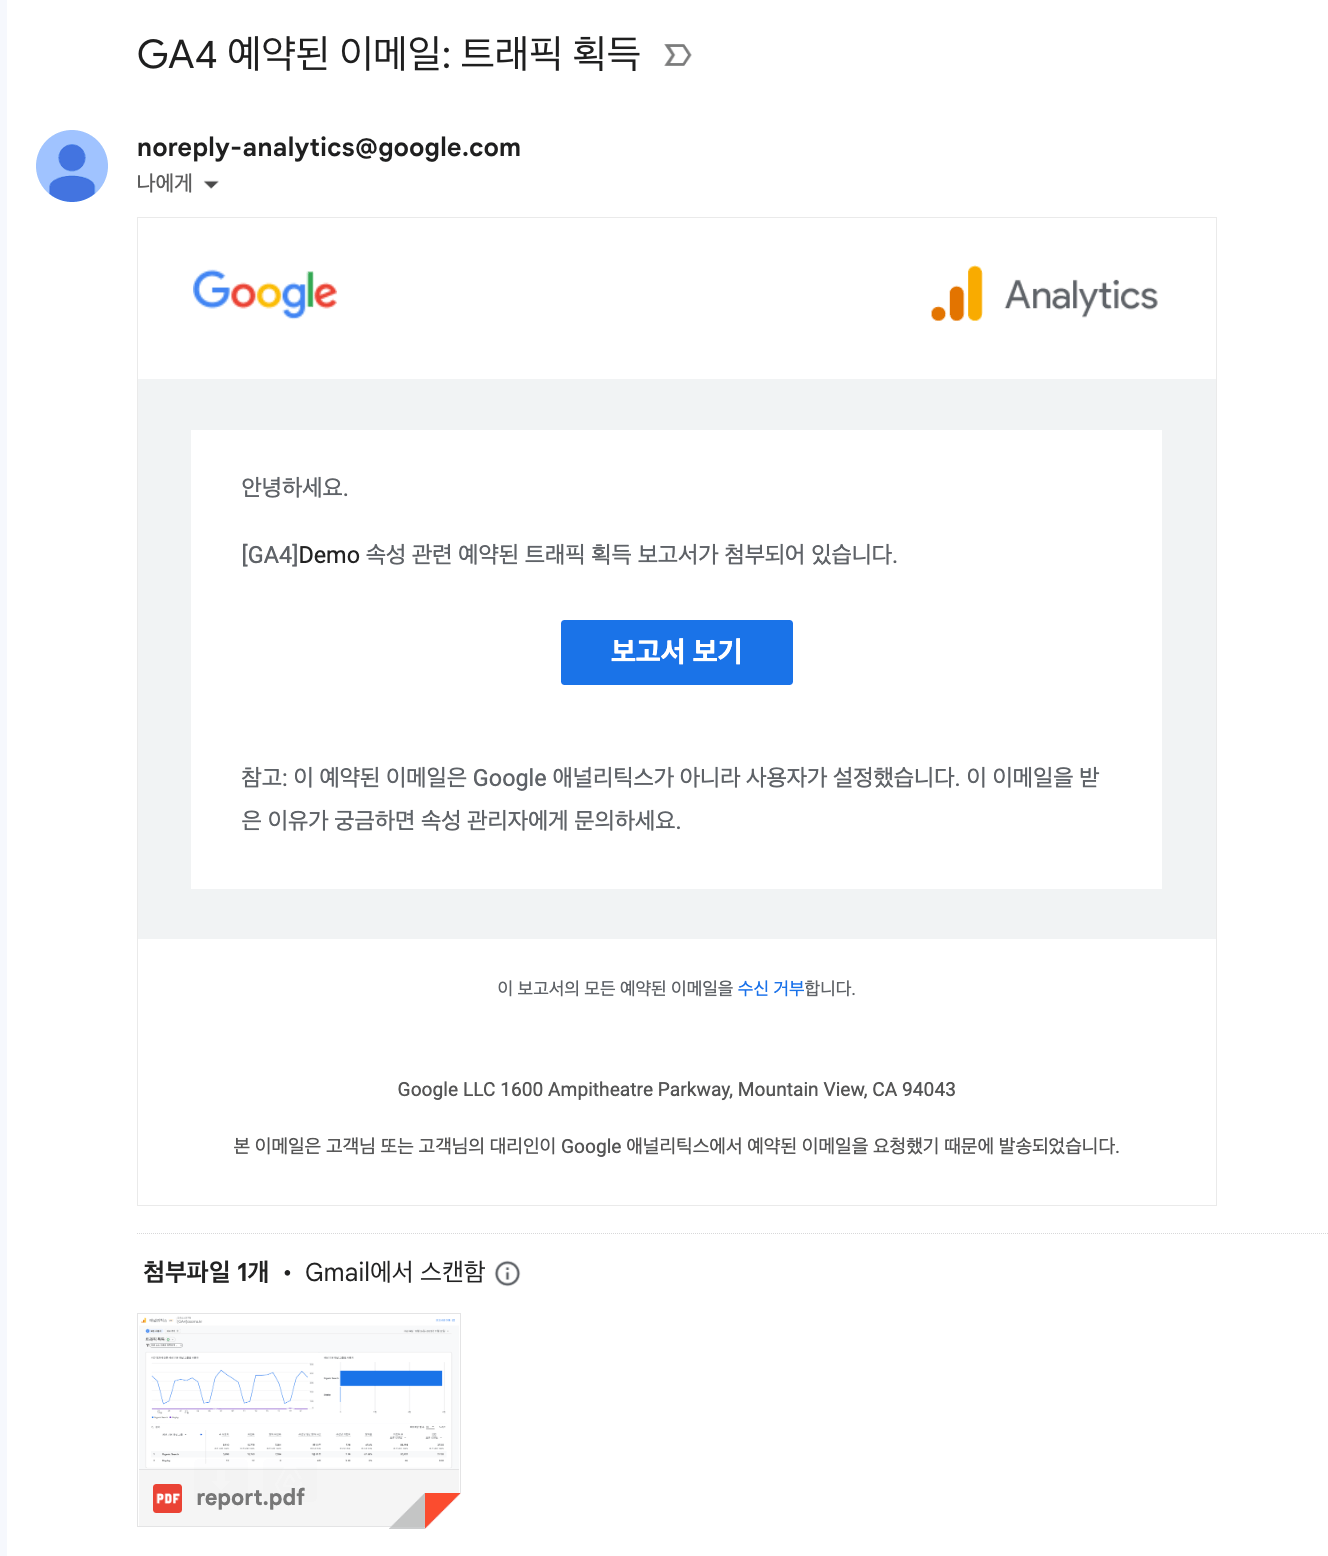 GA4 예약된 이메일: 트래픽 획득
noreply-analytics@google.com
나에게
Google
Analytics
안녕하세요.
[GA4]Demo 속성 관련 예약된 트래픽 획득 보고서가 첨부되어 있습니다.
보고서 보기
참고: 이 예약된 이메일은 Google 애널리틱스가 아니라 사용자가 설정했습니다. 이 이메일을 받
은 이유가 궁금하면 속성 관리자에게 문의하세요.
이 보고서의 모든 예약된 이메일을 수신 거부합니다.
Google LLC 1600 Ampitheatre Parkway, Mountain View, CA 94043
본 이메일은 고객님 또는 고객님의 대리인이 Google 애널리틱스에서 예약된 이메일을 요청했기 때문에 발송되었습니다.
첨부파일 1개 • Gmail에서 스캔함
PDF report.pdf